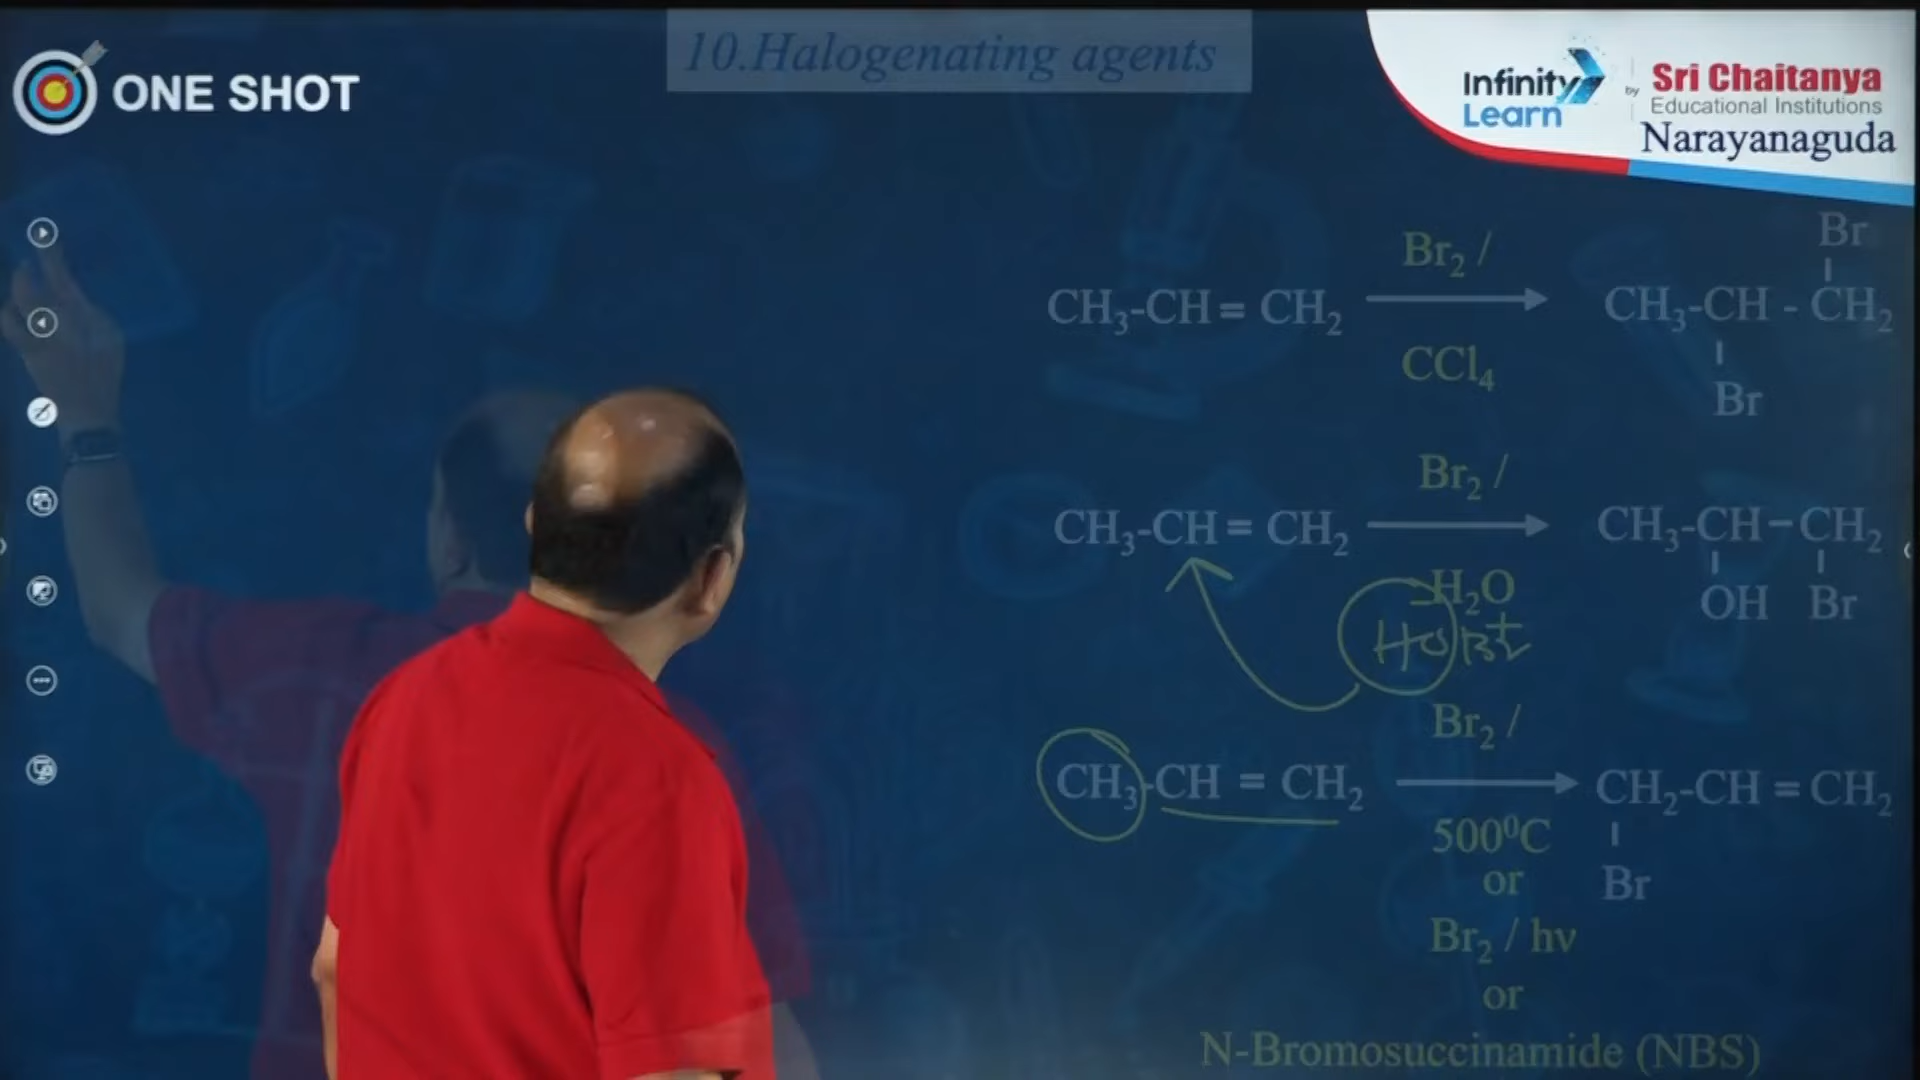 10.Halogenating agents
ONE SHOT
Infinity Learn
by
Sri Chaitanya
Educational Institutions
Narayanaguda
Br
Br₂ /
CH₃-CH = CH₂ → CH₃-CH - CH₂
CCl₄
Br
Br₂ /
CH₃-CH = CH₂ → CH₃-CH – CH₂
H₂O
OH Br
HO Br+
Br₂ /
CH₃-CH = CH₂ → CH₂-CH = CH₂
500⁰C
or
Br
Br₂ / hν
or
N-Bromosuccinamide (NBS)